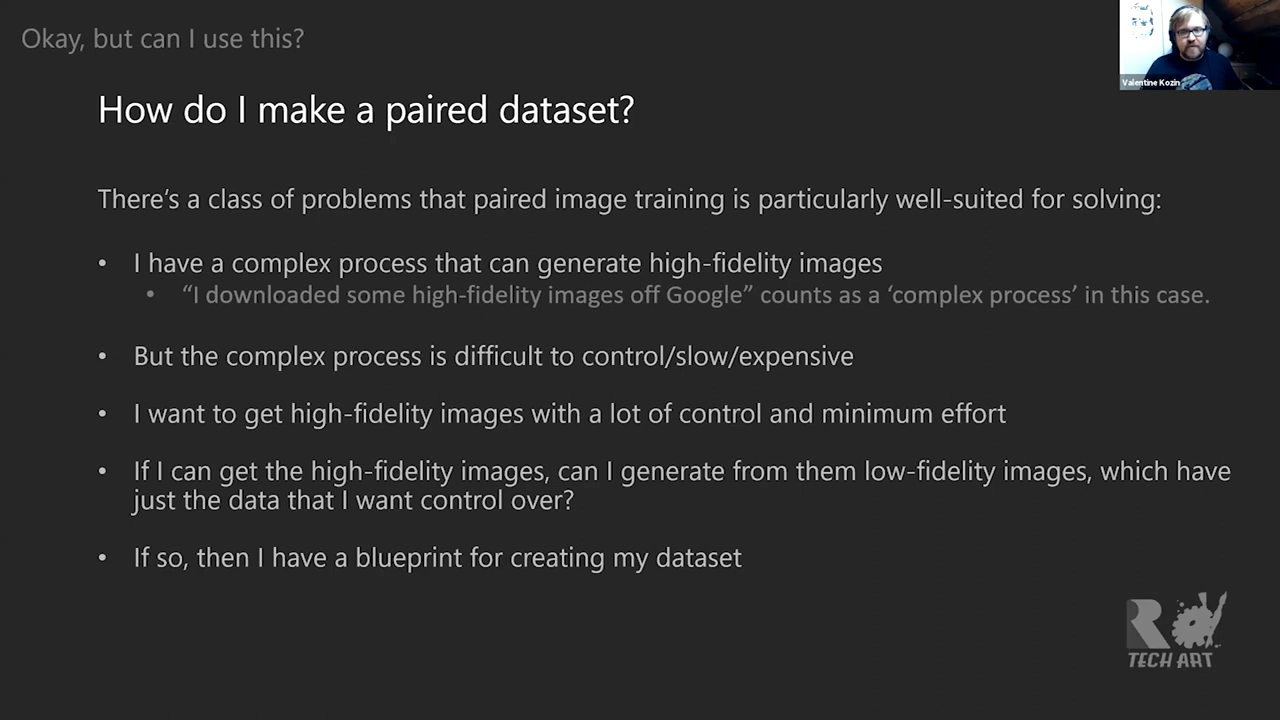 Okay, but can I use this?
Valentine Kozin
How do I make a paired dataset?
There's a class of problems that paired image training is particularly well-suited for solving:
• I have a complex process that can generate high-fidelity images
• “I downloaded some high-fidelity images off Google” counts as a ‘complex process’ in this case.
• But the complex process is difficult to control/slow/expensive
• I want to get high-fidelity images with a lot of control and minimum effort
• If I can get the high-fidelity images, can I generate from them low-fidelity images, which have
just the data that I want control over?
• If so, then I have a blueprint for creating my dataset
R
TECH ART